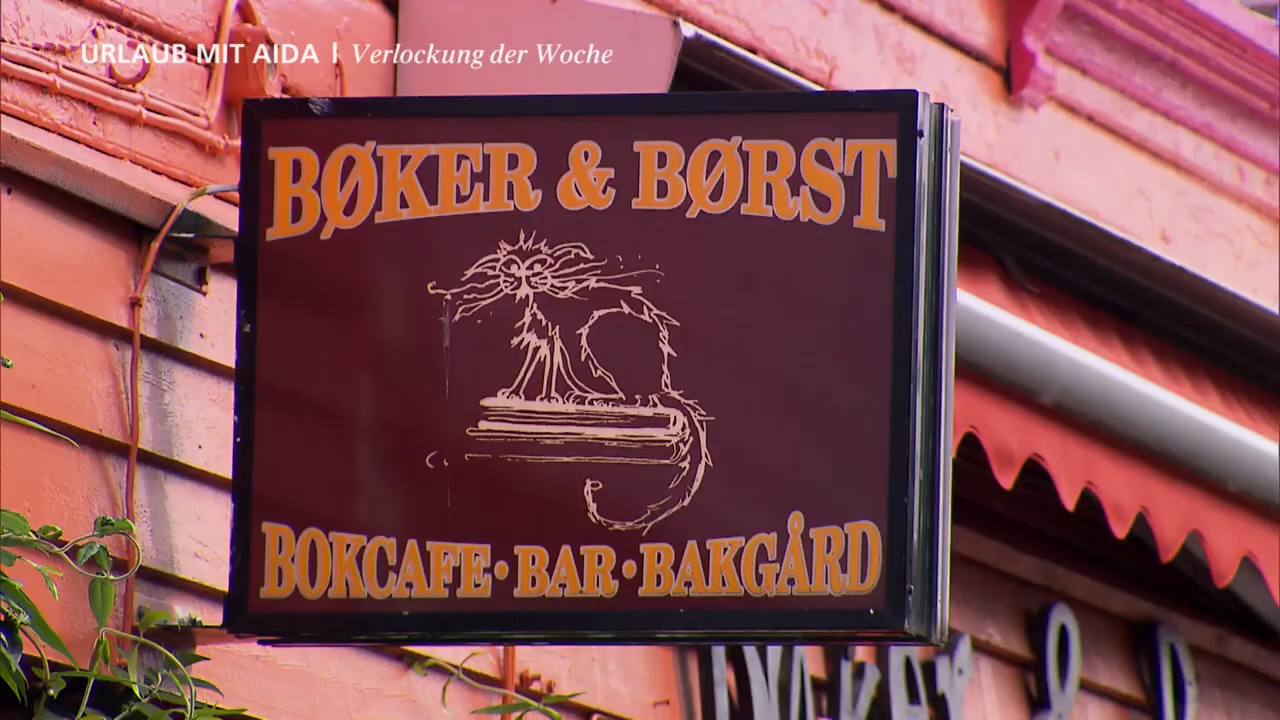 URLAUB MIT AIDA | Verlockung der Woche
BØKER & BØRST
BOKCAFE • BAR • BAKGÅRD